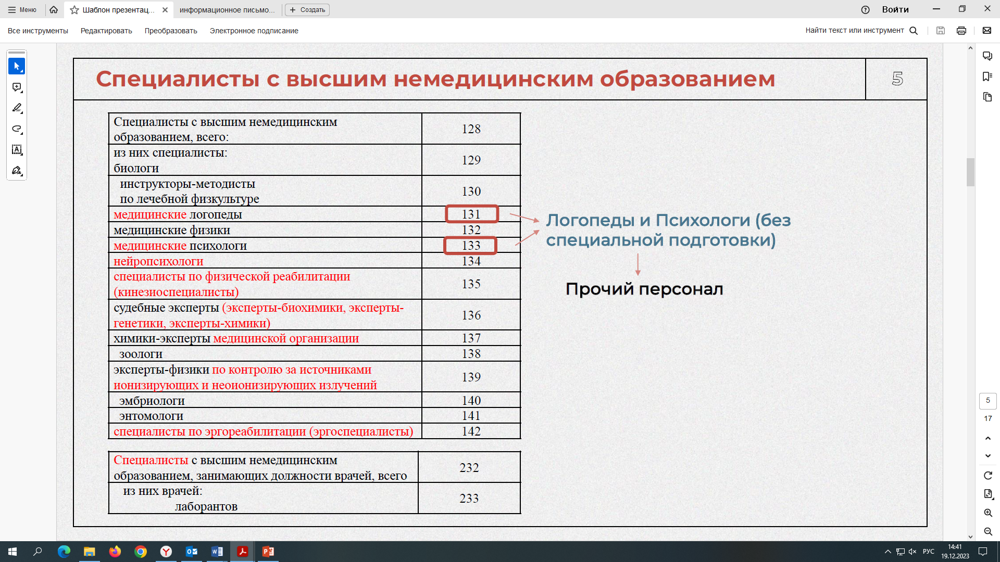 Меню
Шаблон презентац...
информационное письмо...
Создать
Войти
Все инструменты
Редактировать
Преобразовать
Электронное подписание
Найти текст или инструмент
Специалисты с высшим немедицинским образованием
5
Специалисты с высшим немедицинским
образованием, всего:
128
из них специалисты:
биологи
129
инструкторы-методисты
по лечебной физкультуре
130
медицинские логопеды
131
медицинские физики
132
медицинские психологи
133
нейропсихологи
134
специалисты по физической реабилитации
(кинезиоспециалисты)
135
судебные эксперты (эксперты-биохимики, эксперты-
генетики, эксперты-химики)
136
химики-эксперты медицинской организации
137
зоологи
138
эксперты-физики по контролю за источниками
ионизирующих и неоионизирующих излучений
139
эмбриологи
140
энтомологи
141
специалисты по эргореабилитации (эргоспециалисты)
142
Логопеды и Психологи (без
специальной подготовки)
Прочий персонал
Специалисты с высшим немедицинским
образованием, занимающих должности врачей, всего
232
из них врачей:
лаборантов
233
5
17
РУС
14:41
19.12.2023